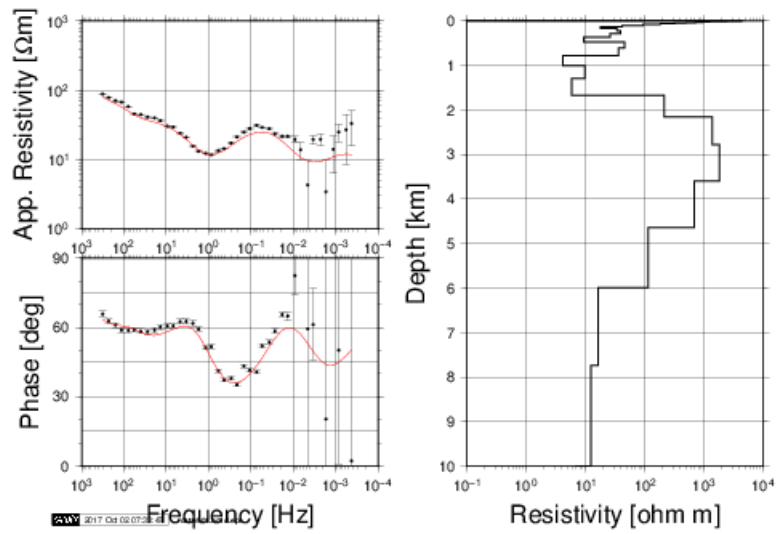 App. Resistivity [Ωm]
10³
10²
10¹
10⁰
10³ 10² 10¹ 10⁰ 10⁻¹ 10⁻² 10⁻³ 10⁻⁴
Phase [deg]
90
60
30
0
10³ 10² 10¹ 10⁰ 10⁻¹ 10⁻² 10⁻³ 10⁻⁴
Frequency [Hz]
2017 Oct 02
Depth [km]
0
1
2
3
4
5
6
7
8
9
10
10⁻¹ 10⁰ 10¹ 10² 10³ 10⁴
Resistivity [ohm m]